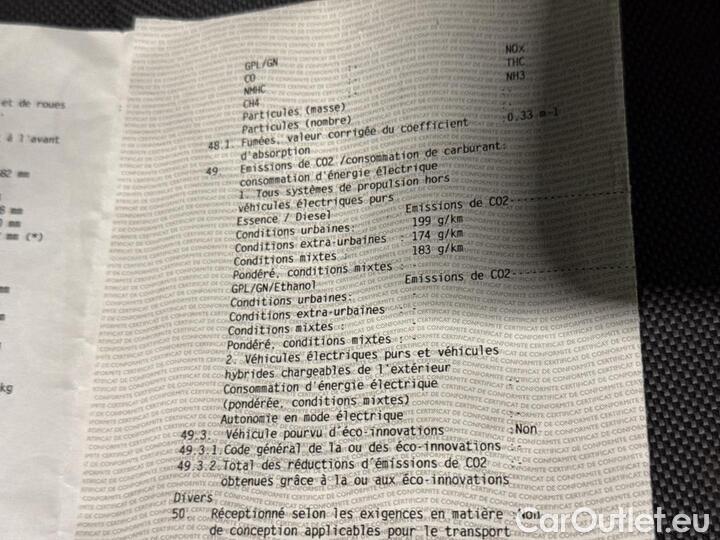 et de roues
à l'avant
82 mm
mm
mm
mm (*)
mm
kg
GPL/GN NOx
CO :- THC
NMHC :- NH3
CH4
Particules (masse)
Particules (nombre)
48.1. Fumées, valeur corrigée du coefficient :0.33 m-1
d'absorption
49. Emissions de CO2 /consommation de carburant:
consommation d'énergie électrique
1. Tous systèmes de propulsion hors
véhicules électriques purs
Essence / Diesel Emissions de CO2
Conditions urbaines: 199 g/km
Conditions extra-urbaines : 174 g/km
Conditions mixtes : 183 g/km
Pondéré, conditions mixtes :
GPL/GN/Ethanol Emissions de CO2
Conditions urbaines: -
Conditions extra-urbaines : -
Conditions mixtes : -
Pondéré, conditions mixtes : -
2. Véhicules électriques purs et véhicules
hybrides chargeables de l'extérieur
Consommation d'énergie électrique :-
(pondérée, conditions mixtes)
Autonomie en mode électrique :-
49.3. Véhicule pourvu d'éco-innovations :Non
49.3.1.Code général de la ou des éco-innovations :-
49.3.2.Total des réductions d'émissions de CO2 :-
obtenues grâce à la ou aux éco-innovations
Divers
50. Réceptionné selon les exigences en matière :Non
de conception applicables pour le transport
CarOutlet.eu